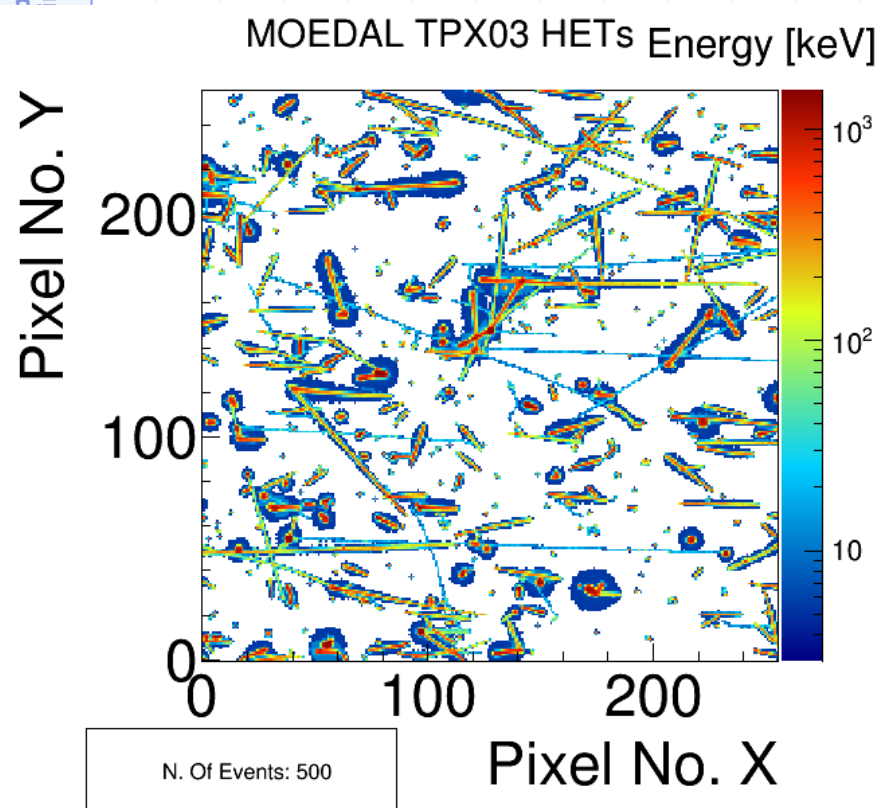 MOEDAL TPX03 HETs
Energy [keV]
Pixel No. Y
200
100
0
0
100
200
10³
10²
10
Pixel No. X
N. Of Events: 500